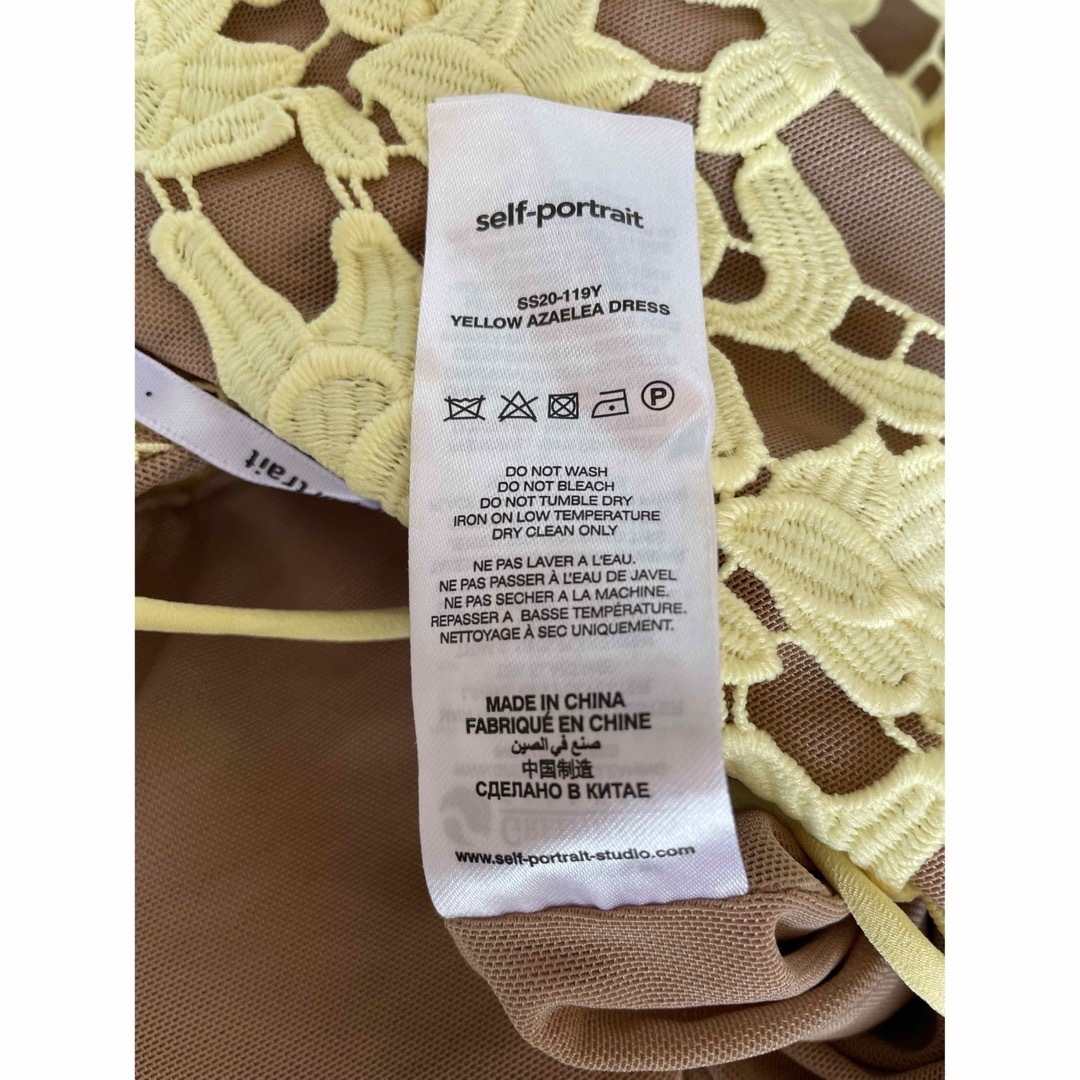 self-portrait
SS20-119Y
YELLOW AZAELEA DRESS
P
DO NOT WASH
DO NOT BLEACH
DO NOT TUMBLE DRY
IRON ON LOW TEMPERATURE
DRY CLEAN ONLY
NE PAS LAVER A L'EAU.
NE PAS PASSER À L'EAU DE JAVEL
NE PAS SECHER A LA MACHINE.
REPASSER A BASSE TEMPÉRATURE.
NETTOYAGE À SEC UNIQUEMENT.
MADE IN CHINA
FABRIQUÉ EN CHINE
صنع في الصين
中国制造
СДЕЛАНО В КИТАЕ
www.self-portrait-studio.com
trait